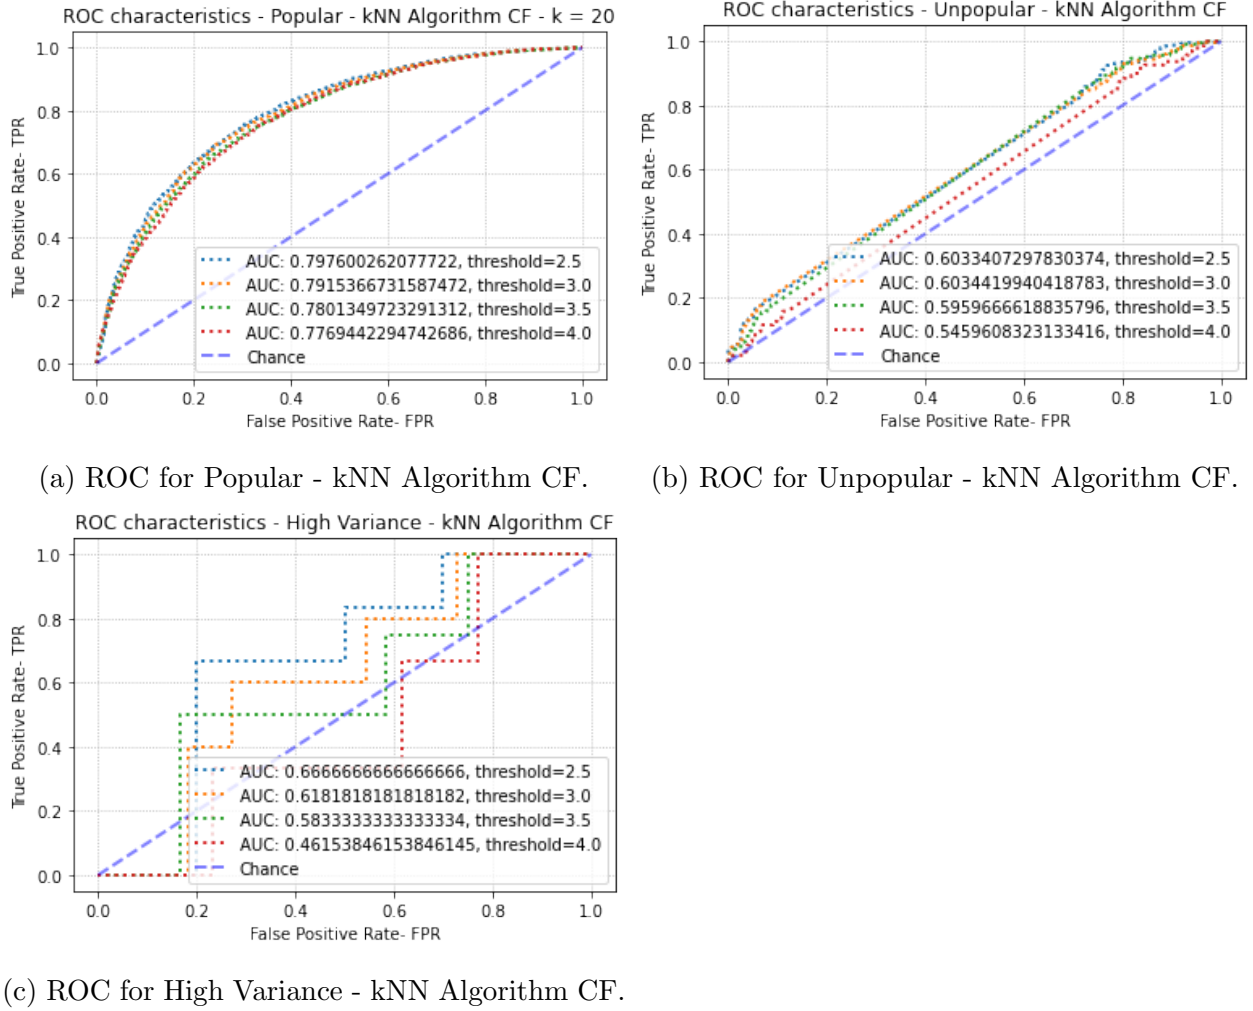 ROC characteristics - Popular - kNN Algorithm CF - k = 20
True Positive Rate- TPR
1.0
0.8
0.6
0.4
0.2
0.0
AUC: 0.797600262077722, threshold=2.5
AUC: 0.7915366731587472, threshold=3.0
AUC: 0.7801349723291312, threshold=3.5
AUC: 0.7769442294742686, threshold=4.0
Chance
0.0 0.2 0.4 0.6 0.8 1.0
False Positive Rate- FPR
(a) ROC for Popular - kNN Algorithm CF.
ROC characteristics - Unpopular - kNN Algorithm CF
True Positive Rate- TPR
1.0
0.8
0.6
0.4
0.2
0.0
AUC: 0.6033407297830374, threshold=2.5
AUC: 0.6034419940418783, threshold=3.0
AUC: 0.5959666618835796, threshold=3.5
AUC: 0.5459608323133416, threshold=4.0
Chance
0.0 0.2 0.4 0.6 0.8 1.0
False Positive Rate- FPR
(b) ROC for Unpopular - kNN Algorithm CF.
ROC characteristics - High Variance - kNN Algorithm CF
True Positive Rate- TPR
1.0
0.8
0.6
0.4
0.2
0.0
AUC: 0.6666666666666666, threshold=2.5
AUC: 0.6181818181818182, threshold=3.0
AUC: 0.5833333333333334, threshold=3.5
AUC: 0.46153846153846145, threshold=4.0
Chance
0.0 0.2 0.4 0.6 0.8 1.0
False Positive Rate- FPR
(c) ROC for High Variance - kNN Algorithm CF.